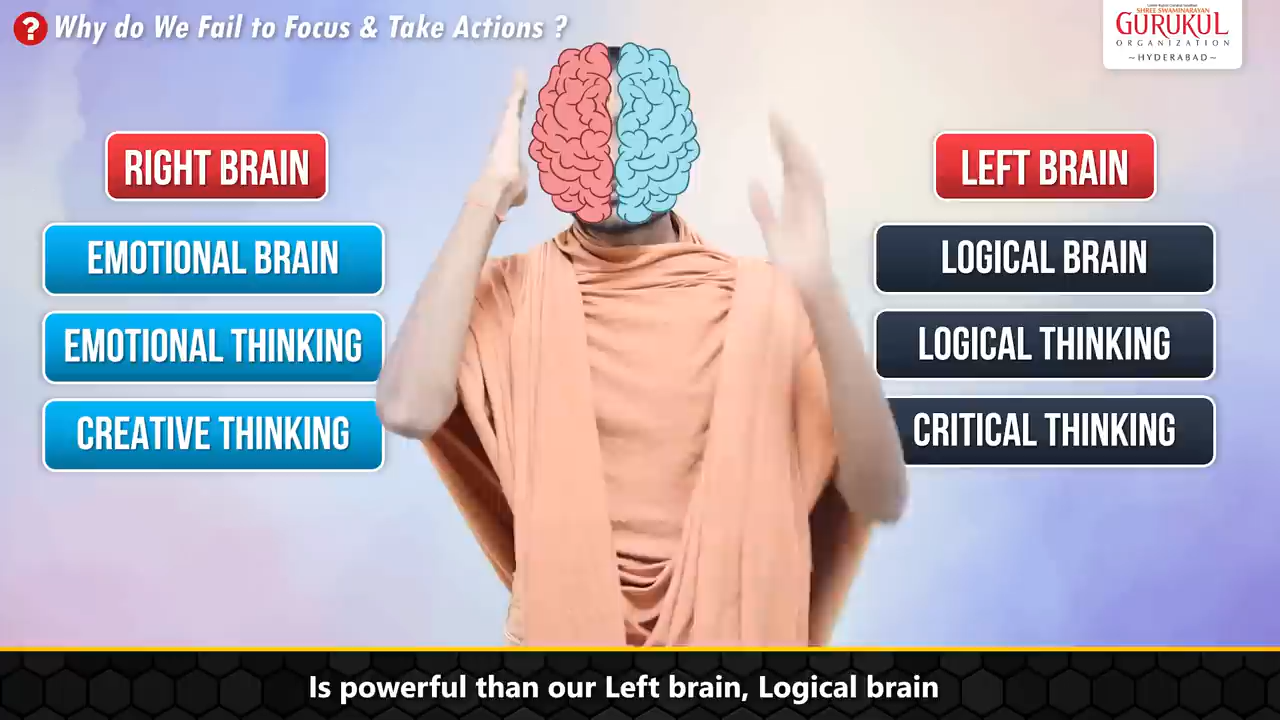 ? Why do We Fail to Focus & Take Actions ?
SHREE SWAMINARAYAN
GURUKUL
ORGANIZATION
~HYDERABAD~
RIGHT BRAIN
EMOTIONAL BRAIN
EMOTIONAL THINKING
CREATIVE THINKING
LEFT BRAIN
LOGICAL BRAIN
LOGICAL THINKING
CRITICAL THINKING
Is powerful than our Left brain, Logical brain